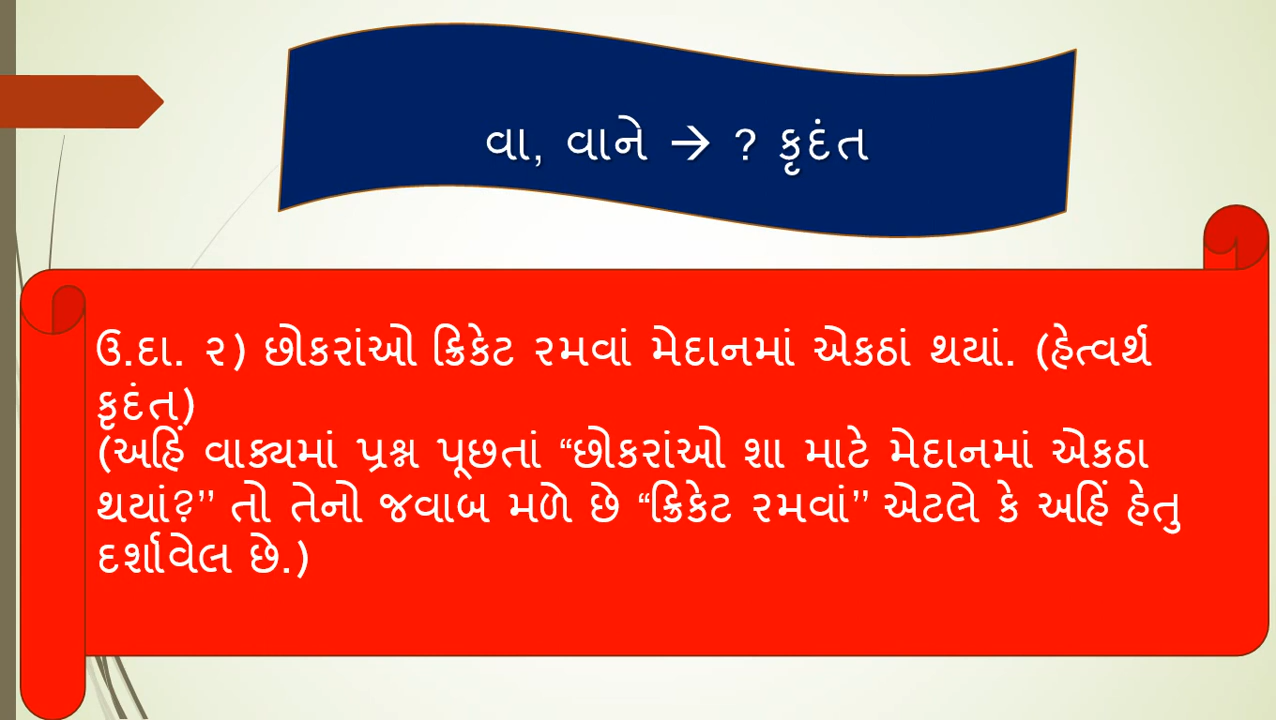 વા, વાને → ? કૃદંત
ઉ.દા. ૨) છોકરાંઓ ક્રિકેટ રમવાં મેદાનમાં એકઠાં થયાં. (હેત્વર્થ
કૃદંત)
(અહિં વાક્યમાં પ્રશ્ન પૂછતાં “છોકરાંઓ શા માટે મેદાનમાં એકઠા
થયાં?’’ તો તેનો જવાબ મળે છે “ક્રિકેટ રમવાં’’ એટલે કે અહિં હેતુ
દર્શાવેલ છે.)